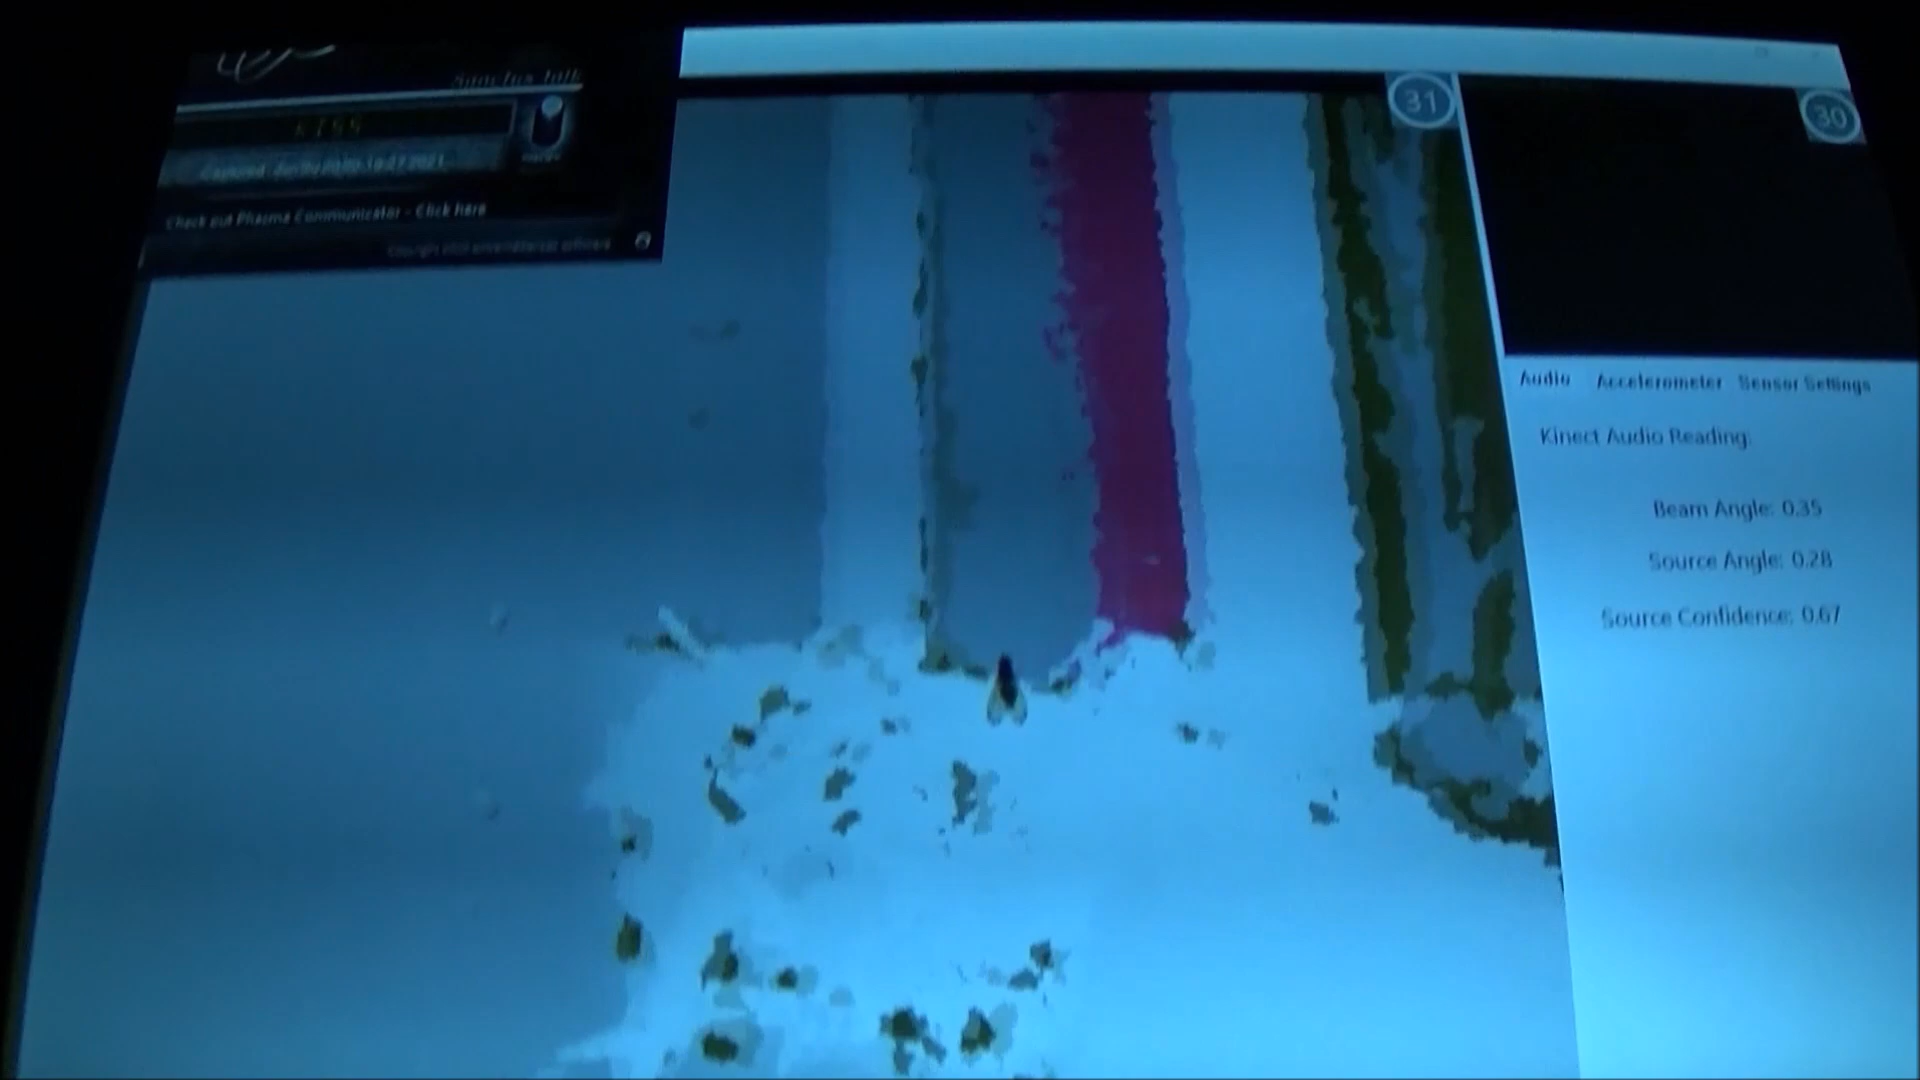 Check out Phasma Communicator - Click here
31
30
Audio Accelerometer Sensor Settings
Kinect Audio Reading:
Beam Angle: 0.35
Source Angle: 0.28
Source Confidence: 0.67